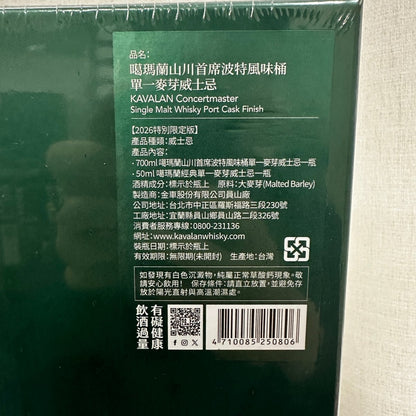 品名:
噶瑪蘭山川首席波特風味桶
單一麥芽威士忌
KAVALAN Concertmaster
Single Malt Whisky Port Cask Finish
【2026特別限定版】
產品種類:威士忌
產品內容:
· 700ml 噶瑪蘭山川首席波特風味桶單一麥芽威士忌一瓶
· 50ml 噶瑪蘭經典單一麥芽威士忌一瓶
酒精成分:標示於瓶上 原料:大麥芽(Malted Barley)
製造商:金車股份有限公司員山廠
公司地址:台北市中正區羅斯福路三段230號
工廠地址:宜蘭縣員山鄉員山路二段326號
消費者服務專線:0800-231136
網址:www.kavalanwhisky.com
裝瓶日期:標示於瓶上
有效期限:無限期(未開封) 生產地:台灣
如發現有白色沉澱物,純屬正常草酸鈣現象。敬
請安心飲用! 保存條件:請直立放置,並避免存
放於陽光直射與高溫潮濕處。
飲酒過量
有礙健康
4710085250806